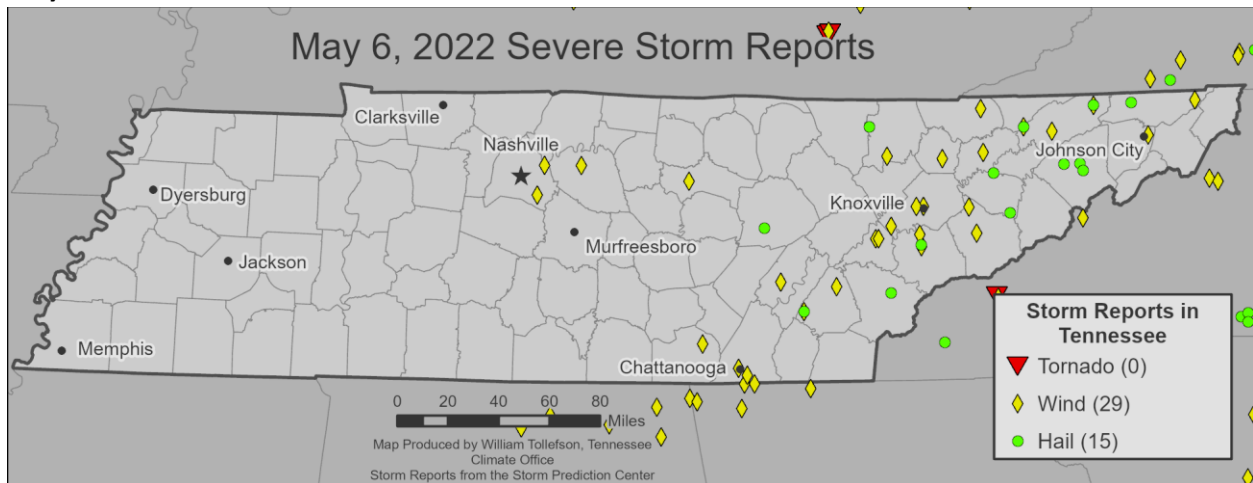 May 6, 2022 Severe Storm Reports
Clarksville
Nashville
Johnson City
Dyersburg
Knoxville
Murfreesboro
Jackson
Memphis
Chattanooga
Storm Reports in
Tennessee
Tornado (0)
Wind (29)
Hail (15)
0 20 40 60 80
Miles
Map Produced by William Tollefson, Tennessee
Climate Office
Storm Reports from the Storm Prediction Center